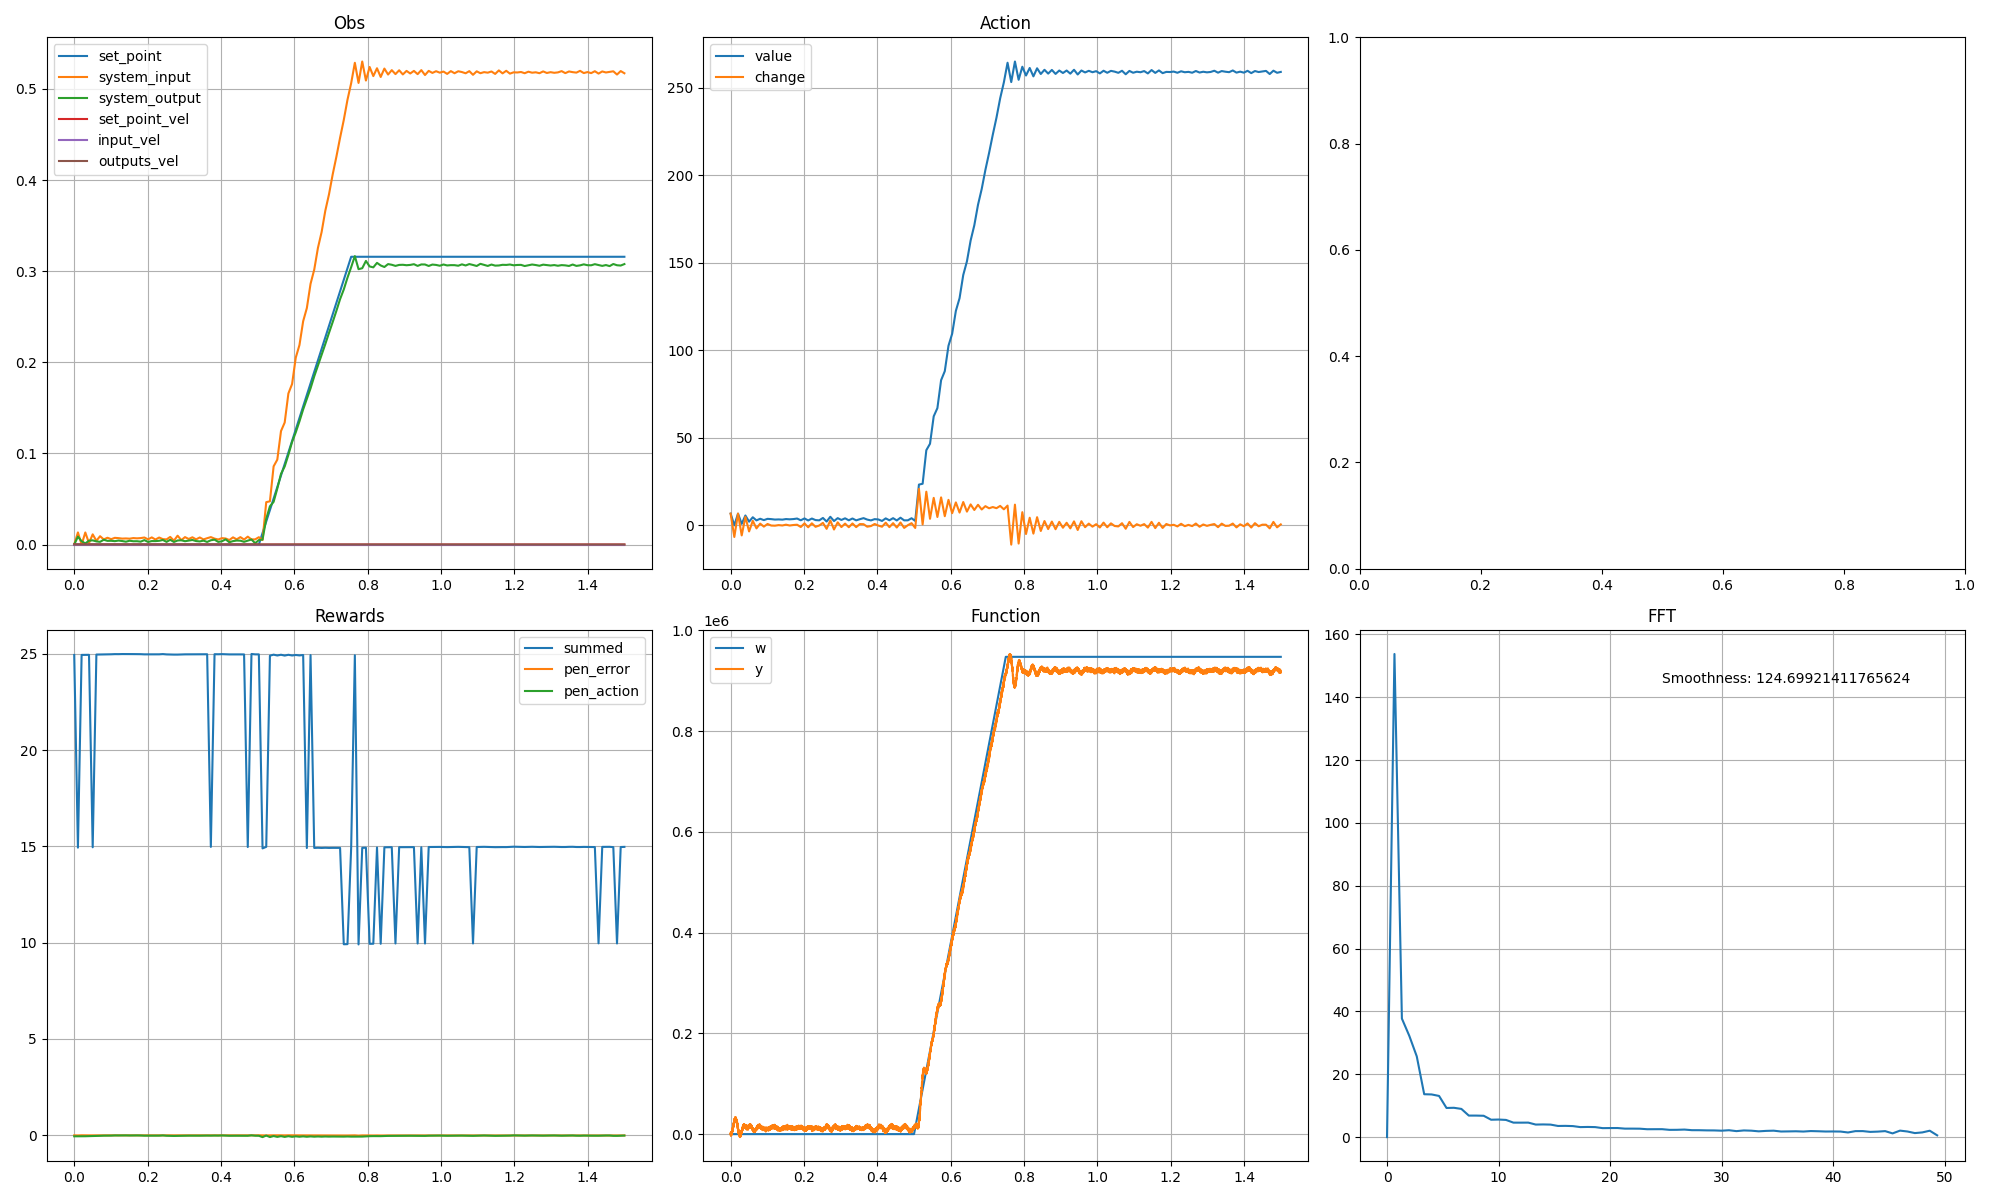 Obs
set_point
system_input
system_output
set_point_vel
input_vel
outputs_vel
0.5
0.4
0.3
0.2
0.1
0.0
0.0 0.2 0.4 0.6 0.8 1.0 1.2 1.4
Action
value
change
250
200
150
100
50
0
0.0 0.2 0.4 0.6 0.8 1.0 1.2 1.4
1.0
0.8
0.6
0.4
0.2
0.0
0.0 0.2 0.4 0.6 0.8 1.0
Rewards
summed
pen_error
pen_action
25
20
15
10
5
0
0.0 0.2 0.4 0.6 0.8 1.0 1.2 1.4
Function
1e6
w
y
1.0
0.8
0.6
0.4
0.2
0.0
0.0 0.2 0.4 0.6 0.8 1.0 1.2 1.4
FFT
Smoothness: 124.69921411765624
160
140
120
100
80
60
40
20
0
0 10 20 30 40 50